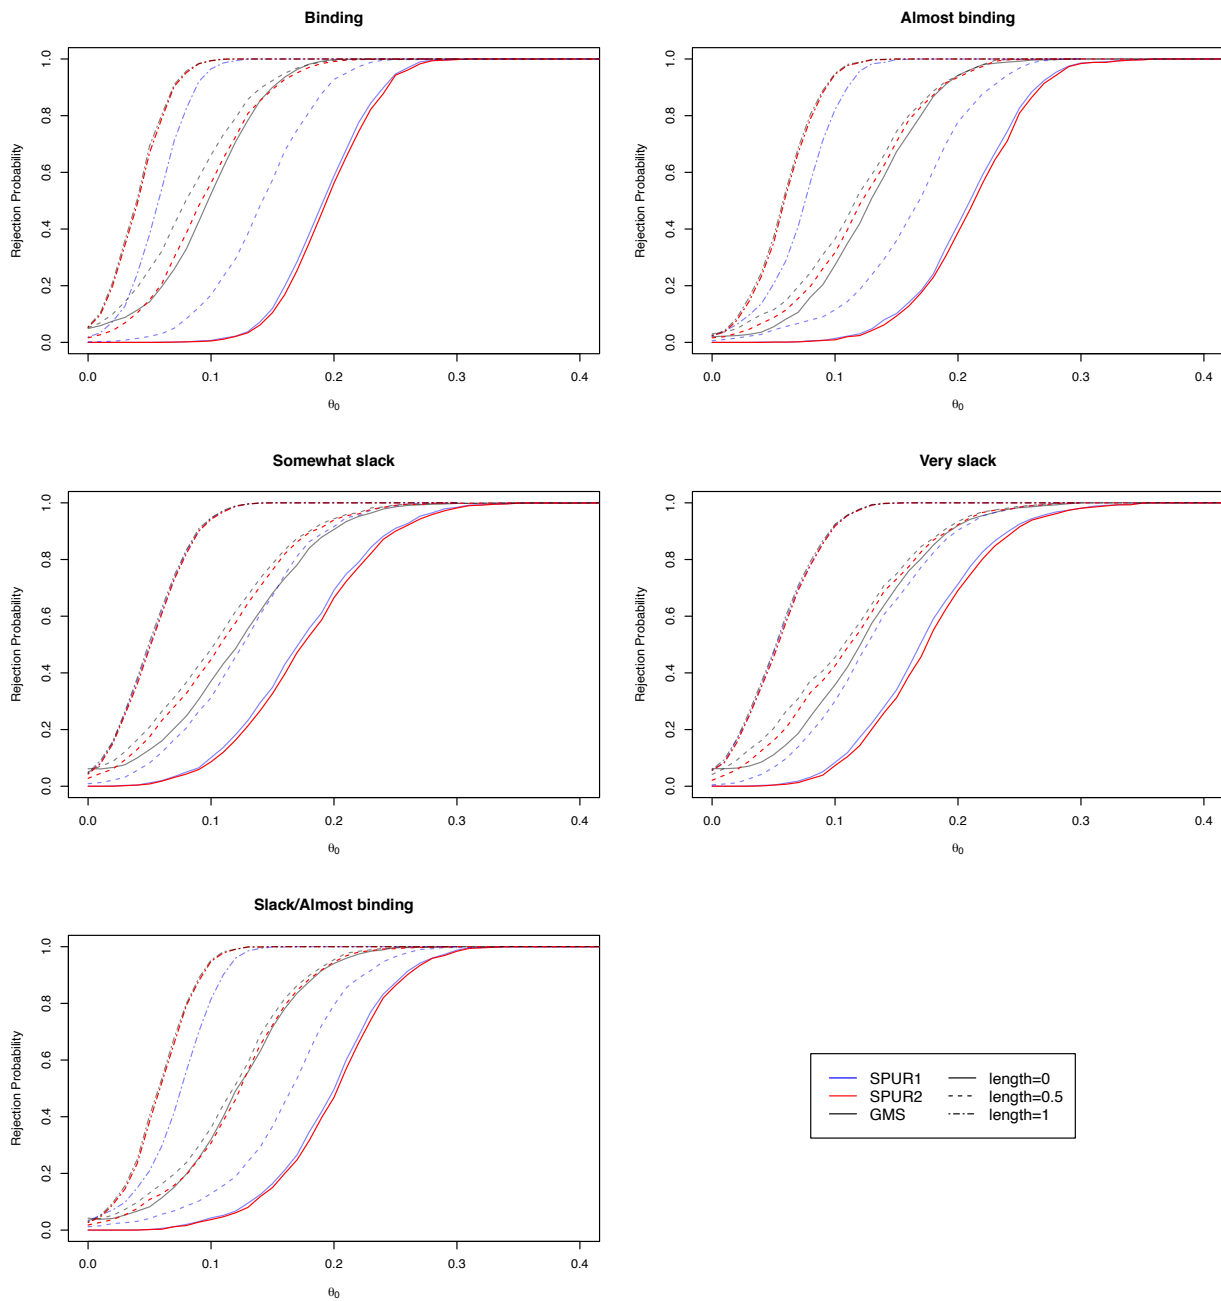 Binding
Rejection Probability
0.0 0.2 0.4 0.6 0.8 1.0
0.0 0.1 0.2 0.3 0.4
θ0
Almost binding
Rejection Probability
0.0 0.2 0.4 0.6 0.8 1.0
0.0 0.1 0.2 0.3 0.4
θ0
Somewhat slack
Rejection Probability
0.0 0.2 0.4 0.6 0.8 1.0
0.0 0.1 0.2 0.3 0.4
θ0
Very slack
Rejection Probability
0.0 0.2 0.4 0.6 0.8 1.0
0.0 0.1 0.2 0.3 0.4
θ0
Slack/Almost binding
Rejection Probability
0.0 0.2 0.4 0.6 0.8 1.0
0.0 0.1 0.2 0.3 0.4
θ0
SPUR1 length=0
SPUR2 length=0.5
GMS length=1